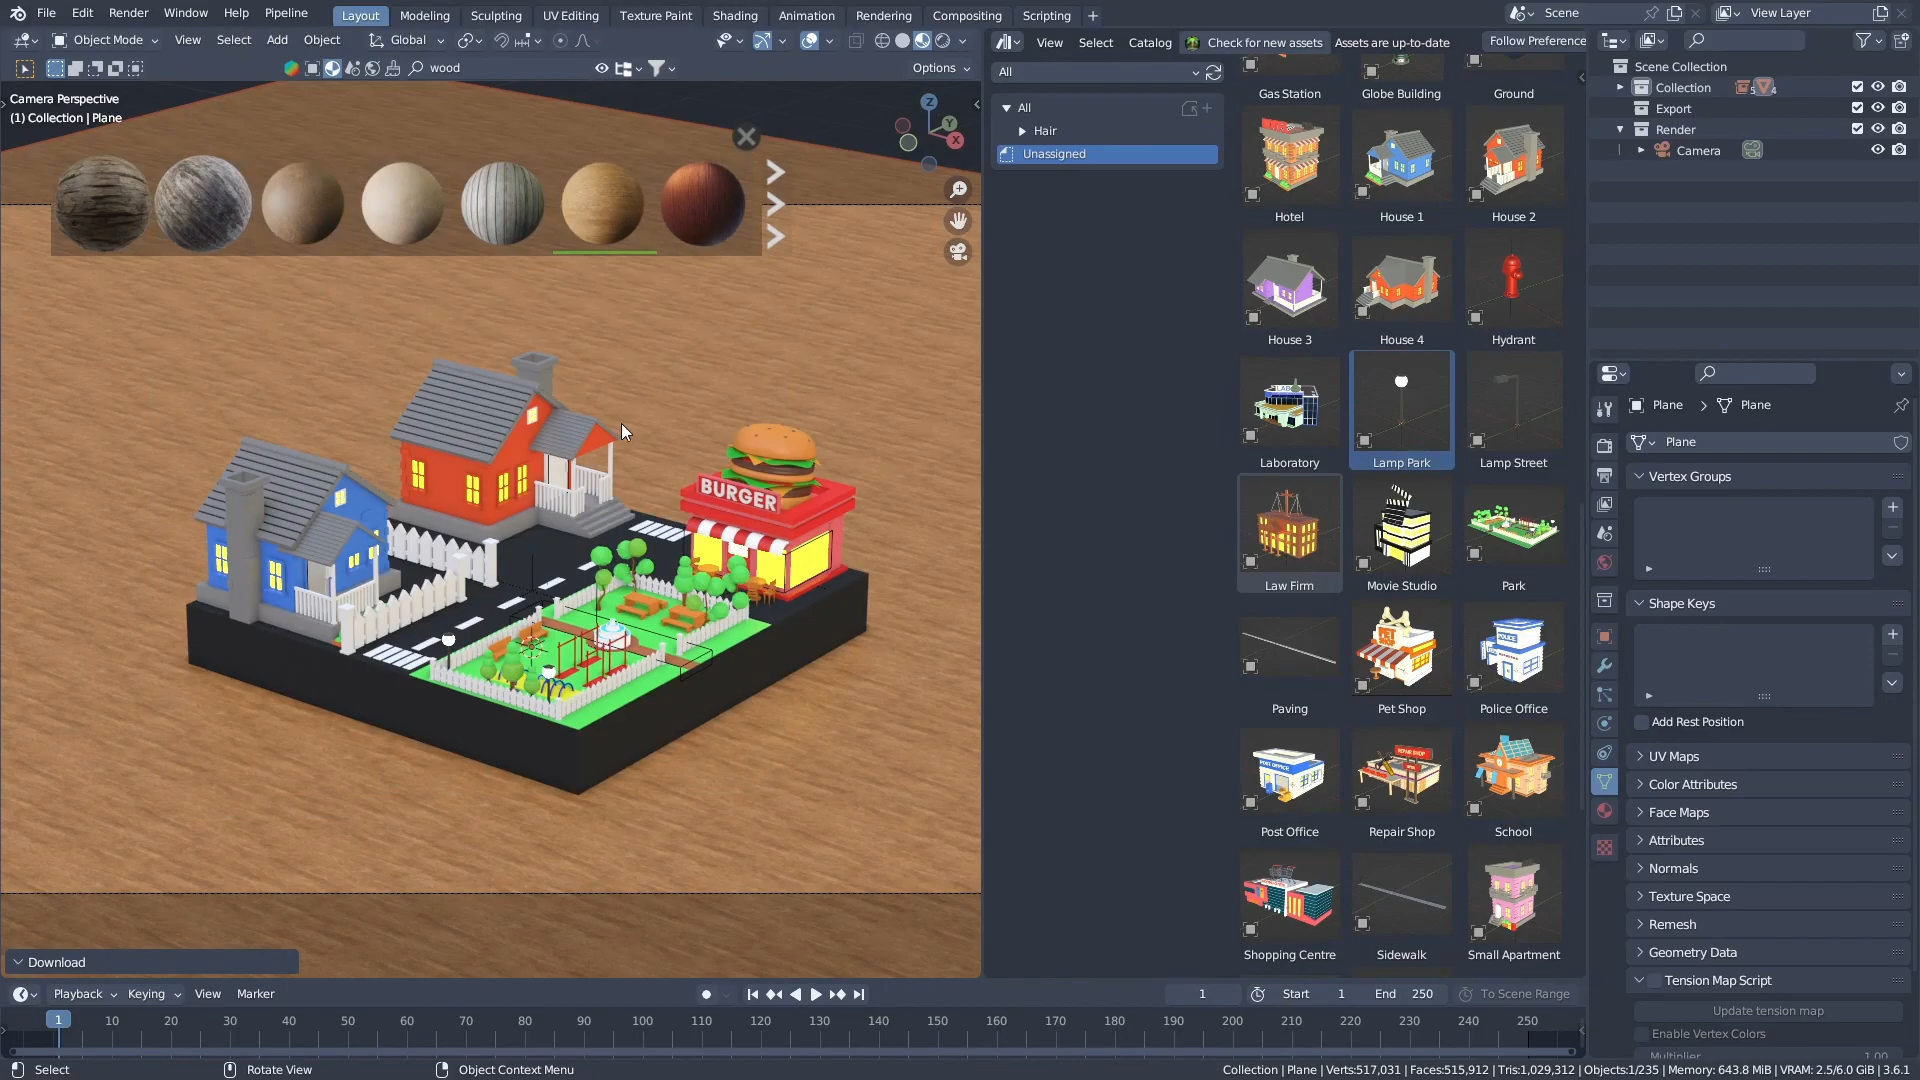 File Edit Render Window Help Pipeline Layout Modeling Sculpting UV Editing Texture Paint Shading Animation Rendering Compositing Scripting + Scene View Layer
Object Mode View Select Add Object Global
View Select Catalog Check for new assets Assets are up-to-date Follow Preference
wood Options
All
Camera Perspective
(1) Collection | Plane
Z
Y
X
All
Hair
Unassigned
Gas Station Globe Building Ground
Hotel House 1 House 2
House 3 House 4 Hydrant
Laboratory Lamp Park Lamp Street
Law Firm Movie Studio Park
Paving Pet Shop Police Office
Post Office Repair Shop School
Shopping Centre Sidewalk Small Apartment
BURGER
POLICE
POST OFFICE
REPAIR SHOP
Scene Collection
Collection
Export
Render
Camera
Plane > Plane
Plane
Vertex Groups
Shape Keys
Add Rest Position
UV Maps
Color Attributes
Face Maps
Attributes
Normals
Texture Space
Remesh
Geometry Data
Tension Map Script
Update tension map
Enable Vertex Colors
Multiplier 1.00
Download
Playback Keying View Marker 1 Start 1 End 250 To Scene Range
1 10 20 30 40 50 60 70 80 90 100 110 120 130 140 150 160 170 180 190 200 210 220 230 240 250
Select Rotate View Object Context Menu Collection | Plane | Verts:517,031 | Faces:515,912 | Tris:1,029,312 | Objects:1/235 | Memory: 643.8 MiB | VRAM: 2.5/6.0 GiB | 3.6.1